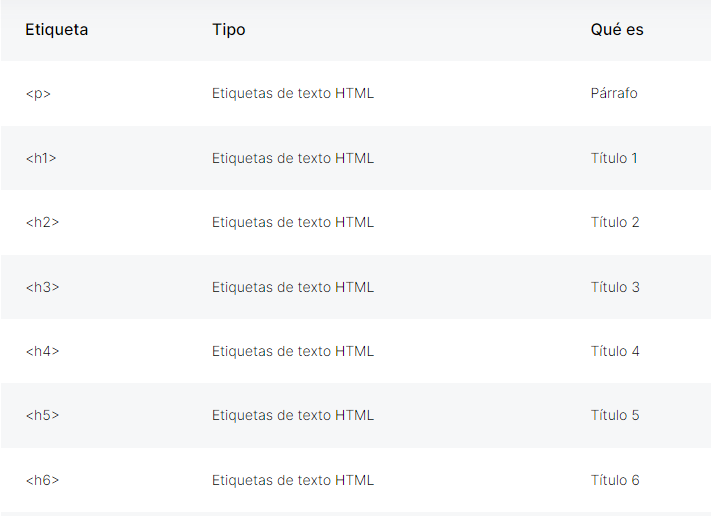 Etiqueta Tipo Qué es
<p> Etiquetas de texto HTML Párrafo
<h1> Etiquetas de texto HTML Título 1
<h2> Etiquetas de texto HTML Título 2
<h3> Etiquetas de texto HTML Título 3
<h4> Etiquetas de texto HTML Título 4
<h5> Etiquetas de texto HTML Título 5
<h6> Etiquetas de texto HTML Título 6